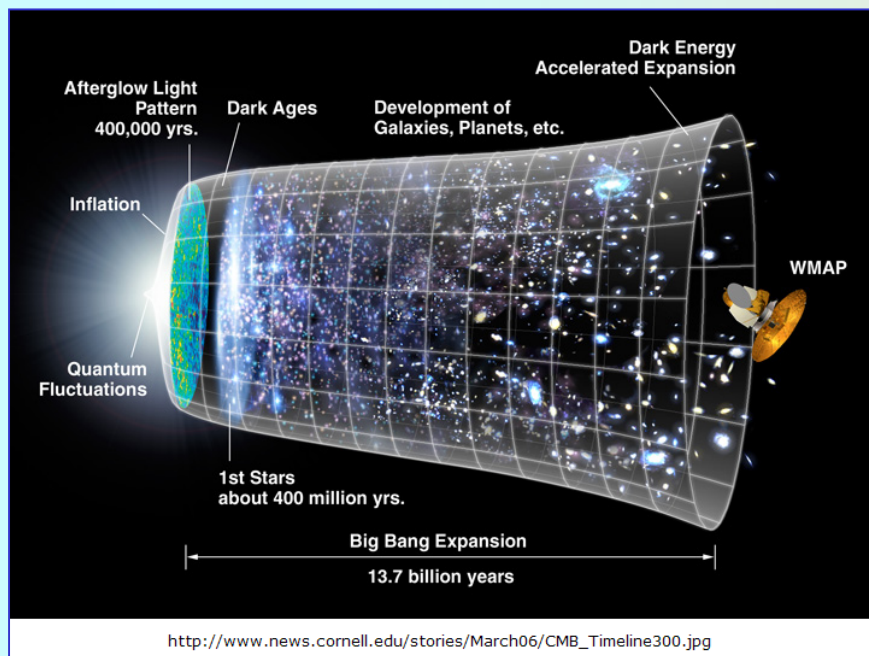 Dark Energy
Accelerated Expansion
Afterglow Light
Pattern
400,000 yrs.
Dark Ages
Development of
Galaxies, Planets, etc.
Inflation
WMAP
Quantum
Fluctuations
1st Stars
about 400 million yrs.
Big Bang Expansion
13.7 billion years
http://www.news.cornell.edu/stories/March06/CMB_Timeline300.jpg